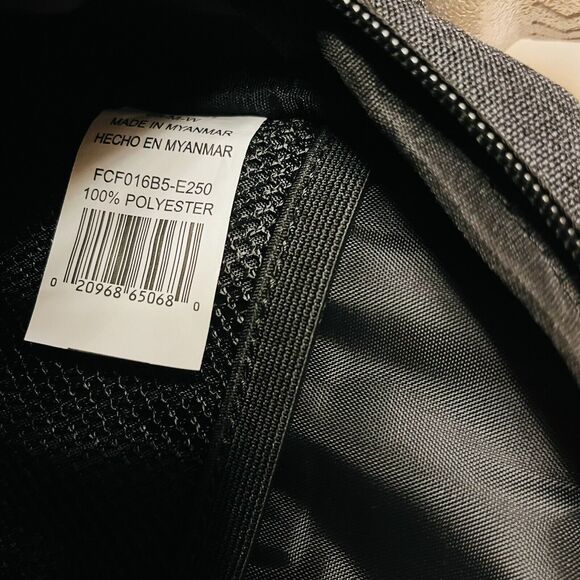 MADE IN MYANMAR
HECHO EN MYANMAR
FCF016B5-E250
100% POLYESTER
0 20968 65068 0